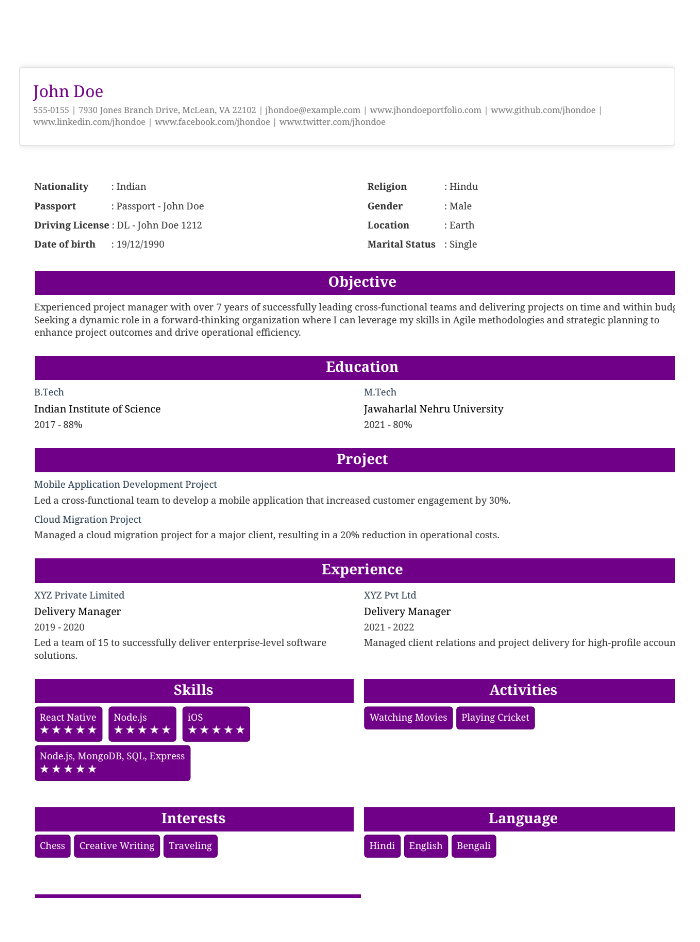 John Doe
555-0155 | 7930 Jones Branch Drive, McLean, VA 22102 | jhondoe@example.com | www.jhondoeportfolio.com | www.github.com/jhondoe |
www.linkedin.com/jhondoe | www.facebook.com/jhondoe | www.twitter.com/jhondoe
Nationality : Indian
Religion : Hindu
Passport : Passport - John Doe
Gender : Male
Driving License : DL - John Doe 1212
Location : Earth
Date of birth : 19/12/1990
Marital Status : Single
Objective
Experienced project manager with over 7 years of successfully leading cross-functional teams and delivering projects on time and within
Seeking a dynamic role in a forward-thinking organization where I can leverage my skills in Agile methodologies and strategic planning to
enhance project outcomes and drive operational efficiency.
Education
B.Tech
Indian Institute of Science
2017 - 88%
M.Tech
Jawaharlal Nehru University
2021 - 80%
Project
Mobile Application Development Project
Led a cross-functional team to develop a mobile application that increased customer engagement by 30%.
Cloud Migration Project
Managed a cloud migration project for a major client, resulting in a 20% reduction in operational costs.
Experience
XYZ Private Limited
Delivery Manager
2019 - 2020
Led a team of 15 to successfully deliver enterprise-level software
solutions.
XYZ Pvt Ltd
Delivery Manager
2021 - 2022
Managed client relations and project delivery for high-profile accoun
Skills
React Native
★★★★★
Node.js
★★★★★
iOS
★★★★★
Node.js, MongoDB, SQL, Express
★★★★★
Activities
Watching Movies
Playing Cricket
Interests
Chess
Creative Writing
Traveling
Language
Hindi
English
Bengali